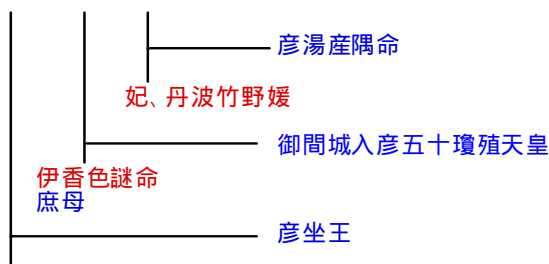 彦湯産隅命
妃、丹波竹野媛
御間城入彦五十瓊殖天皇
伊香色謎命
庶母
彦坐王